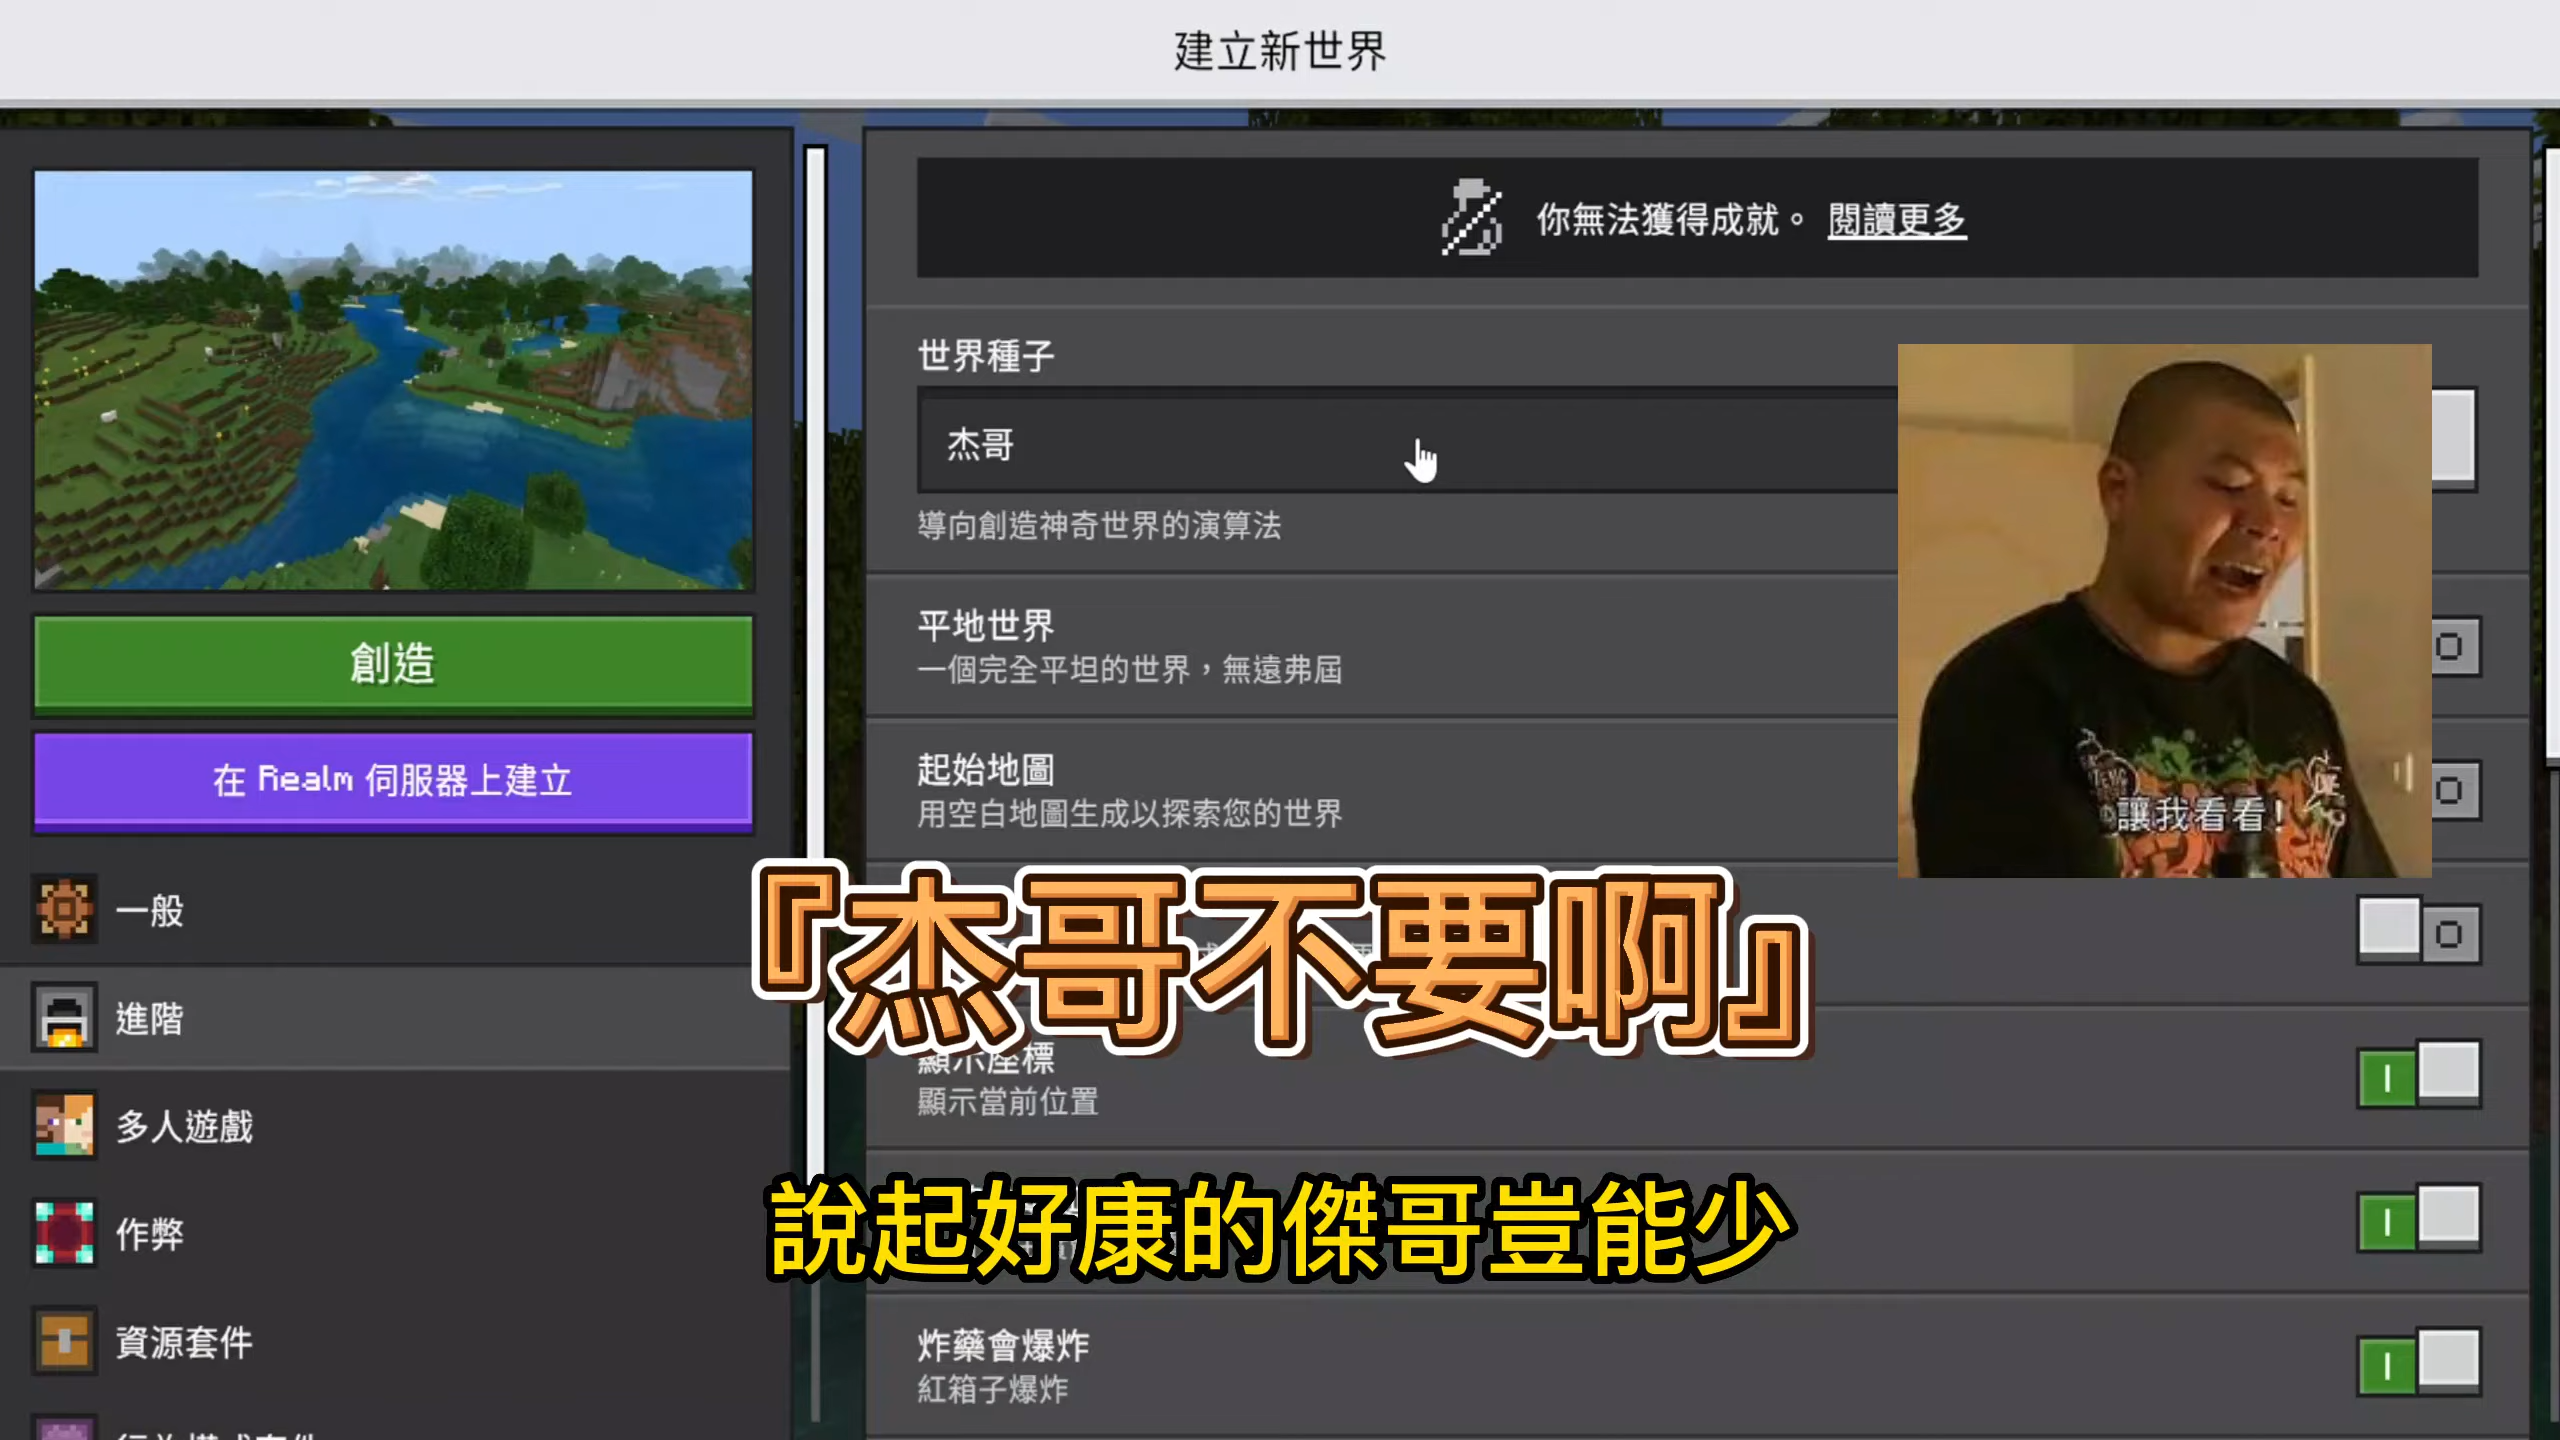 建立新世界
你無法獲得成就。 閱讀更多
世界種子
杰哥
導向創造神奇世界的演算法
平地世界
一個完全平坦的世界，無遠弗屆
起始地圖
用空白地圖生成以探索您的世界
讓我看看!
創造
在 Realm 伺服器上建立
一般
進階
多人遊戲
作弊
資源套件
『杰哥不要啊』
顯示座標
顯示當前位置
說起好康的傑哥豈能少
炸藥會爆炸
紅箱子爆炸